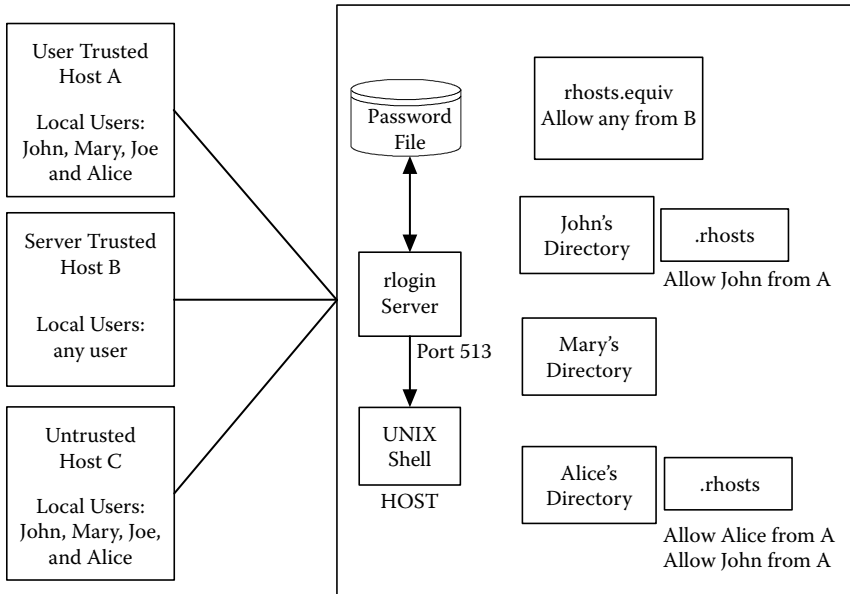 User Trusted
Host A
Local Users:
John, Mary, Joe
and Alice
Server Trusted
Host B
Local Users:
any user
Untrusted
Host C
Local Users:
John, Mary, Joe,
and Alice
Password
File
rlogin
Server
Port 513
UNIX
Shell
HOST
rhosts.equiv
Allow any from B
John’s
Directory
.rhosts
Allow John from A
Mary’s
Directory
Alice’s
Directory
.rhosts
Allow Alice from A
Allow John from A